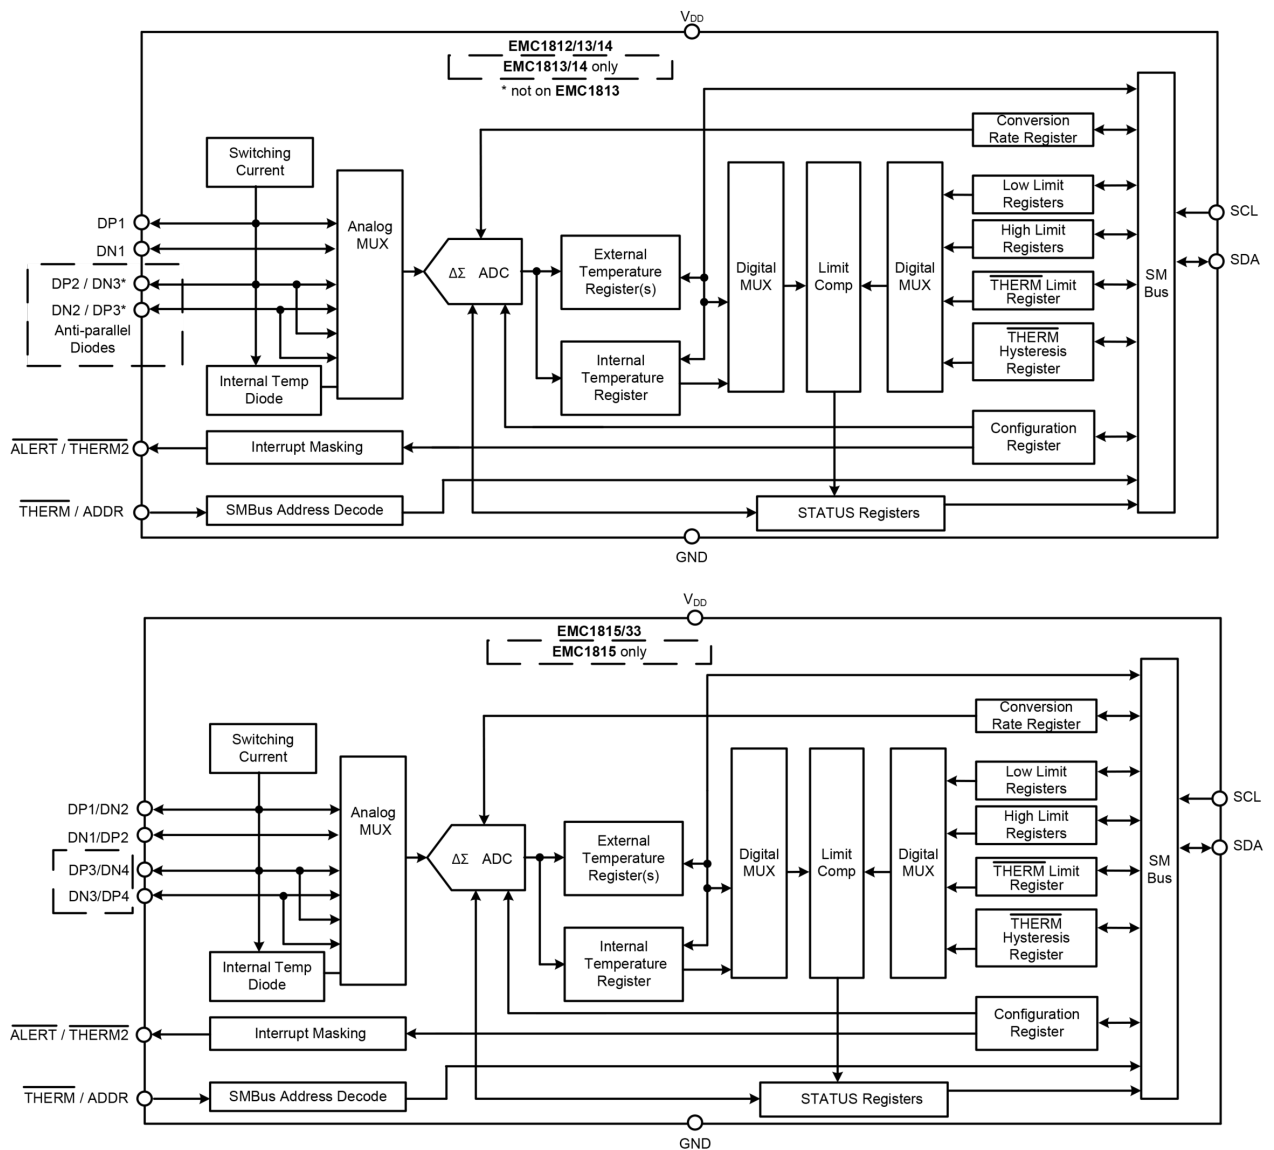 VDD
EMC1812/13/14
EMC1813/14 only
* not on EMC1813
Switching
Current
Analog
MUX
DP1
DN1
DP2 / DN3*
DN2 / DP3*
Anti-parallel
Diodes
Internal Temp
Diode
ΔΣ ADC
External
Temperature
Register(s)
Internal
Temperature
Register
Digital
MUX
Limit
Comp
Digital
MUX
Conversion
Rate Register
Low Limit
Registers
High Limit
Registers
THERM Limit
Register
THERM
Hysteresis
Register
Configuration
Register
SM
Bus
SCL
SDA
ALERT / THERM2
Interrupt Masking
THERM / ADDR
SMBus Address Decode
STATUS Registers
GND
VDD
EMC1815/33
EMC1815 only
Switching
Current
Analog
MUX
DP1/DN2
DN1/DP2
DP3/DN4
DN3/DP4
Internal Temp
Diode
ΔΣ ADC
External
Temperature
Register(s)
Internal
Temperature
Register
Digital
MUX
Limit
Comp
Digital
MUX
Conversion
Rate Register
Low Limit
Registers
High Limit
Registers
THERM Limit
Register
THERM
Hysteresis
Register
Configuration
Register
SM
Bus
SCL
SDA
ALERT / THERM2
Interrupt Masking
THERM / ADDR
SMBus Address Decode
STATUS Registers
GND